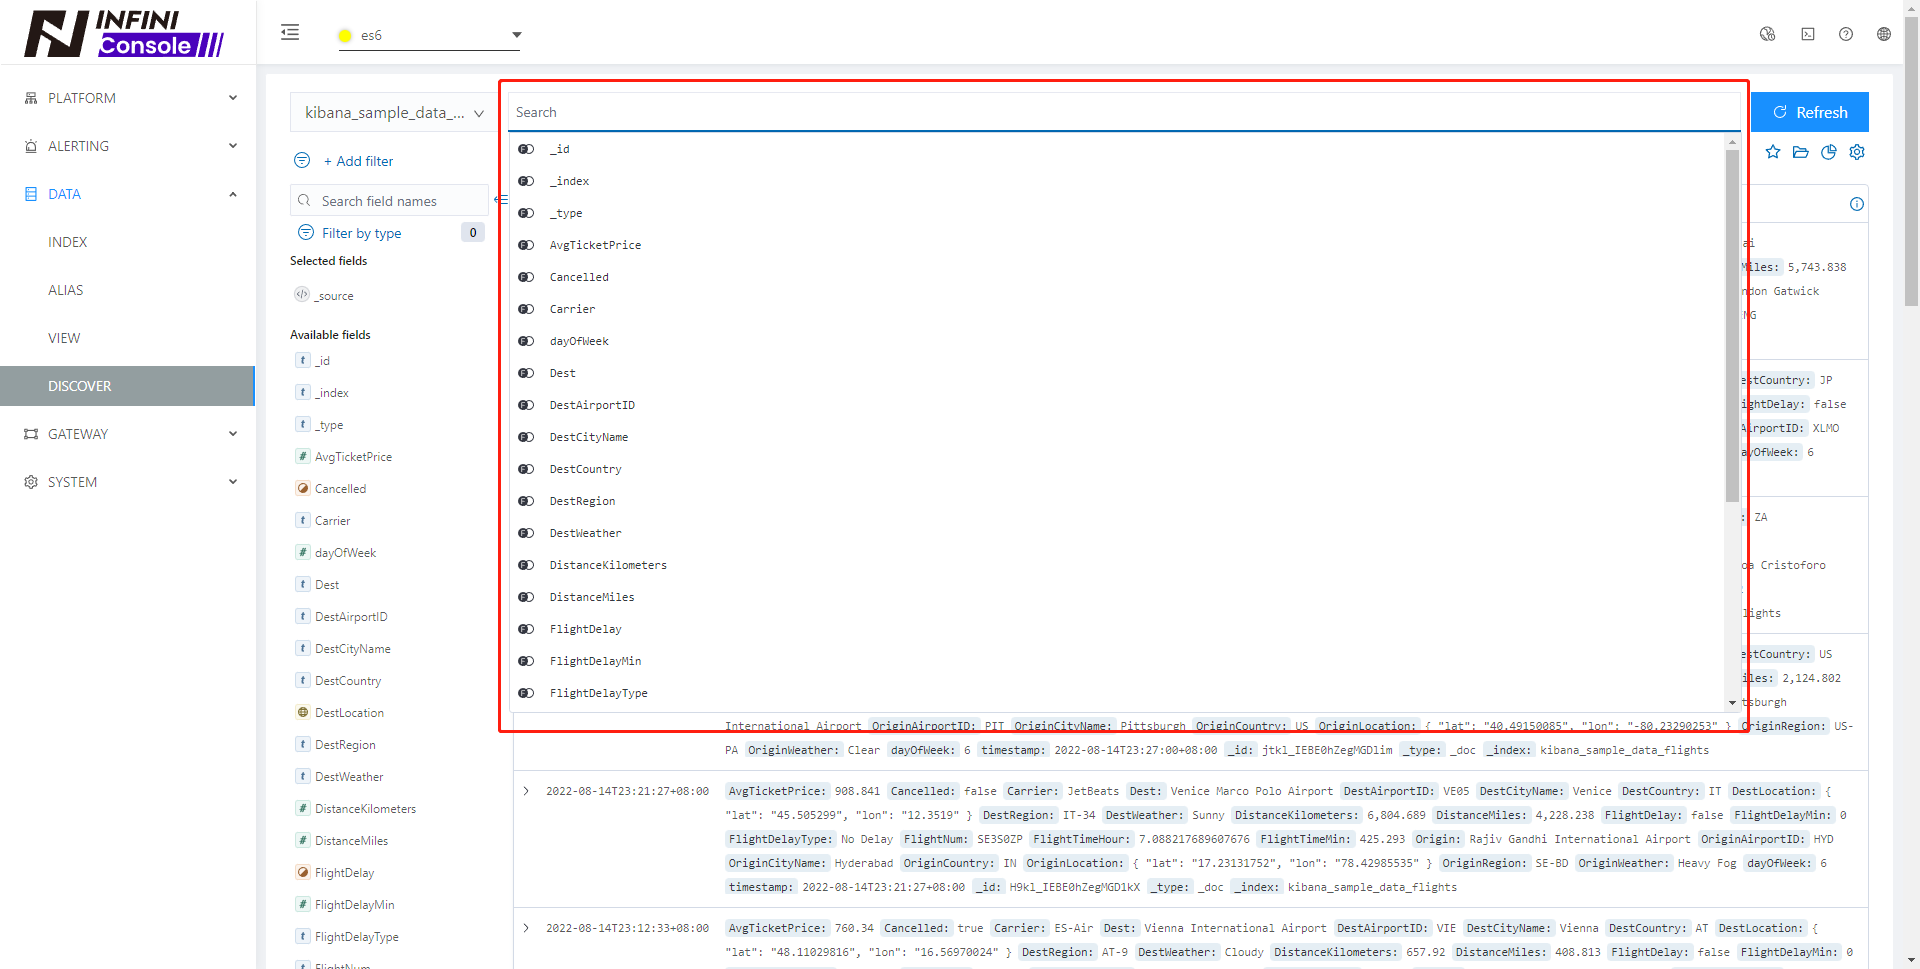 INFINI
Console
es6
PLATFORM
ALERTING
DATA
INDEX
ALIAS
VIEW
DISCOVER
GATEWAY
SYSTEM
kibana_sample_data_...
Search
Refresh
+ Add filter
Search field names
Filter by type 0
Selected fields
_source
Available fields
t _id
t _index
t _type
# AvgTicketPrice
Cancelled
t Carrier
# dayOfWeek
t Dest
t DestAirportID
t DestCityName
t DestCountry
DestLocation
t DestRegion
t DestWeather
# DistanceKilometers
# DistanceMiles
FlightDelay
# FlightDelayMin
t FlightDelayType
t FlightNum
_id
_index
_type
AvgTicketPrice
Cancelled
Carrier
dayOfWeek
Dest
DestAirportID
DestCityName
DestCountry
DestRegion
DestWeather
DistanceKilometers
DistanceMiles
FlightDelay
FlightDelayMin
FlightDelayType
ai
Miles: 5,743.838
ndon Gatwick
NG
estCountry: JP
ightDelay: false
AirportID: XLMO
ayOfWeek: 6
: ZA
oa Cristoforo
lights
estCountry: US
iles: 2,124.802
tsburgh
International Airport OriginAirportID: PIT OriginCityName: Pittsburgh OriginCountry: US OriginLocation: { "lat": "40.49150085", "lon": "-80.23290253" } OriginRegion: US-
PA OriginWeather: Clear dayOfWeek: 6 timestamp: 2022-08-14T23:27:00+08:00 _id: jtkl_IEBE0hZegMGDlim _type: _doc _index: kibana_sample_data_flights
2022-08-14T23:21:27+08:00 AvgTicketPrice: 908.841 Cancelled: false Carrier: JetBeats Dest: Venice Marco Polo Airport DestAirportID: VE05 DestCityName: Venice DestCountry: IT DestLocation: {
"lat": "45.505299", "lon": "12.3519" } DestRegion: IT-34 DestWeather: Sunny DistanceKilometers: 6,804.689 DistanceMiles: 4,228.238 FlightDelay: false FlightDelayMin: 0
FlightDelayType: No Delay FlightNum: SE3S0ZP FlightTimeHour: 7.088217689607676 FlightTimeMin: 425.293 Origin: Rajiv Gandhi International Airport OriginAirportID: HYD
OriginCityName: Hyderabad OriginCountry: IN OriginLocation: { "lat": "17.23131752", "lon": "78.42985535" } OriginRegion: SE-BD OriginWeather: Heavy Fog dayOfWeek: 6
timestamp: 2022-08-14T23:21:27+08:00 _id: H9kl_IEBE0hZegMGD1kX _type: _doc _index: kibana_sample_data_flights
2022-08-14T23:12:33+08:00 AvgTicketPrice: 760.34 Cancelled: true Carrier: ES-Air Dest: Vienna International Airport DestAirportID: VIE DestCityName: Vienna DestCountry: AT DestLocation: {
"lat": "48.11029816", "lon": "16.56970024" } DestRegion: AT-9 DestWeather: Cloudy DistanceKilometers: 657.92 DistanceMiles: 408.813 FlightDelay: false FlightDelayMin: 0